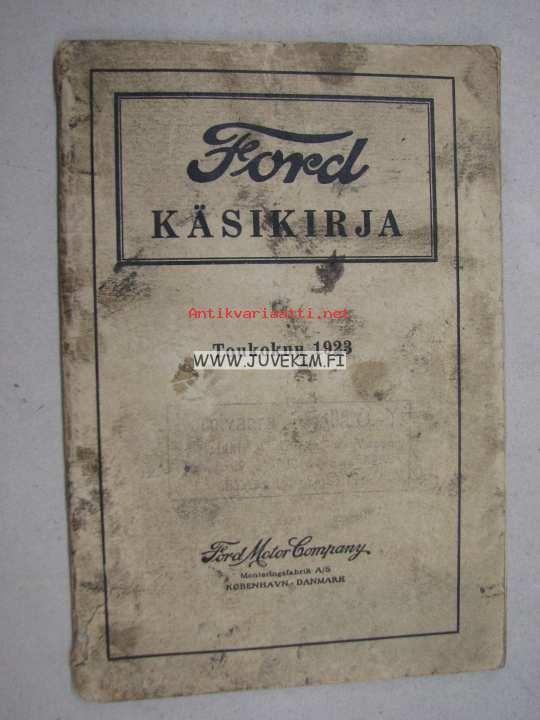 Ford
KÄSIKIRJA
Antikvariaatti.net
Toukokuu 1923
WWW.JUVEKIM.FI
Ford Motor Company
Monteringsfabrik A/S
KØBENHAVN - DANMARK